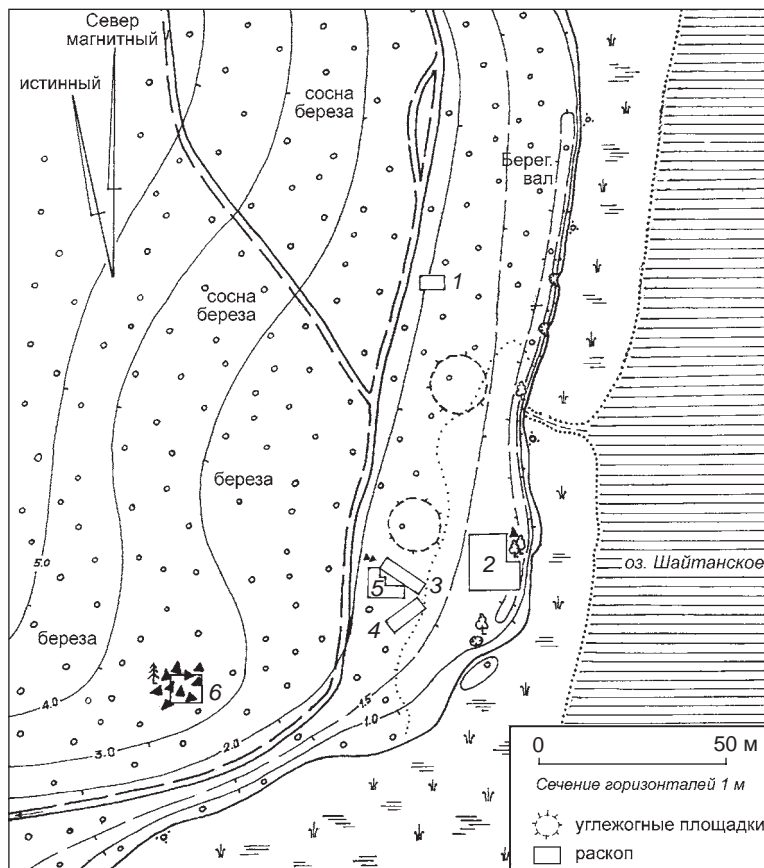 Север
магнитный
истинный
сосна
береза
Берег.
вал
1
сосна
береза
береза
5.0
2
оз. Шайтанское
5
3
4
береза
6
4.0
3.0
2.0
1.5
1.0
0 50 м
Сечение горизонталей 1 м
углежогные площадки
раскоп